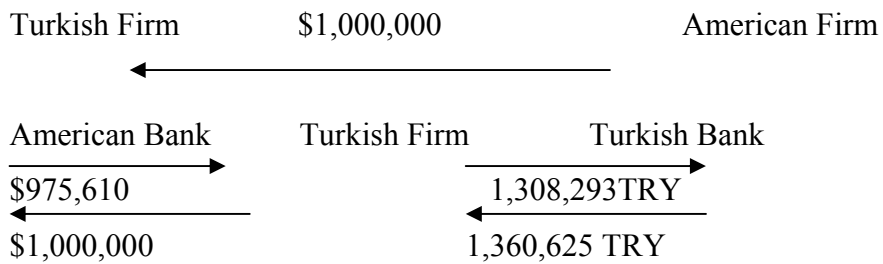 Turkish Firm $1,000,000 American Firm
American Bank Turkish Firm Turkish Bank
$975,610 1,308,293TRY
$1,000,000 1,360,625 TRY